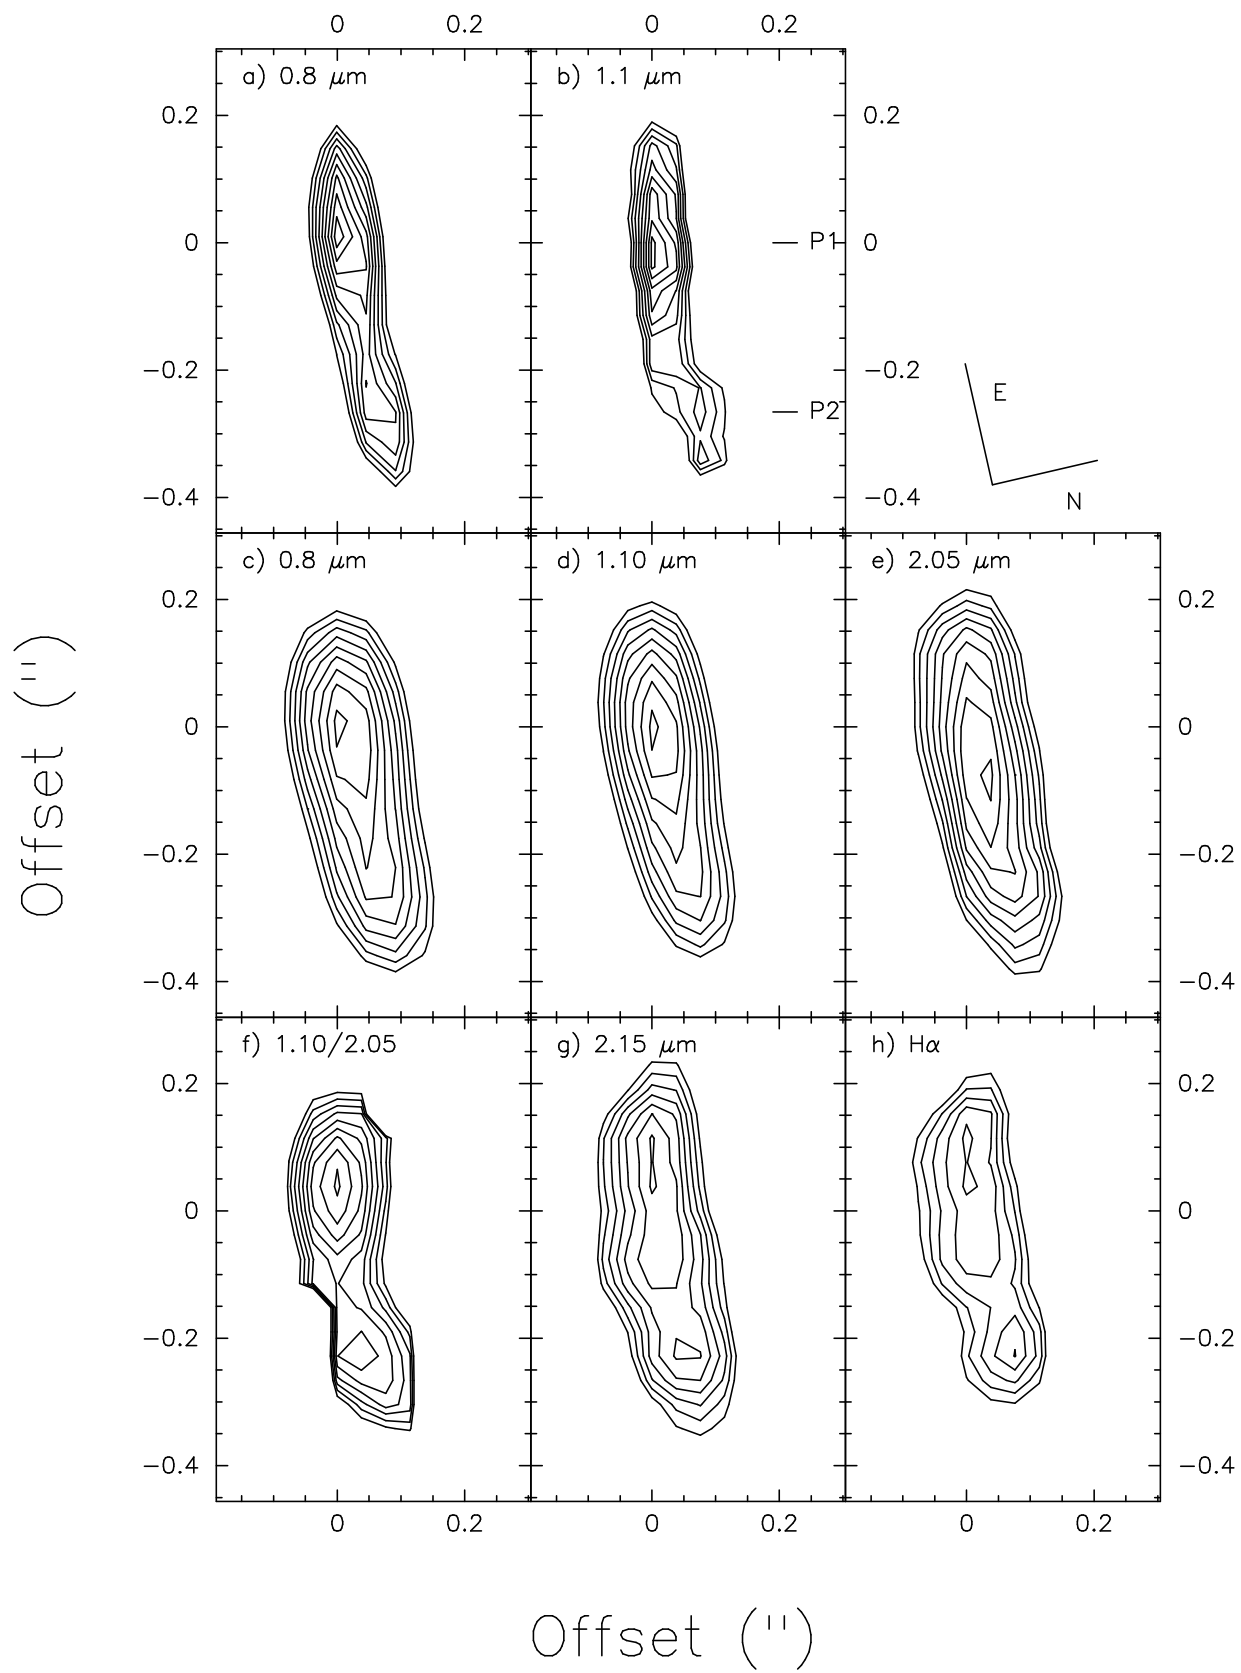 0 0.2 0 0.2
a) 0.8 μm b) 1.1 μm
0.2 0.2
0 P1 0
−0.2 −0.2
E
P2
−0.4 −0.4
N
c) 0.8 μm d) 1.10 μm e) 2.05 μm
0.2 0.2
0 0
−0.2 −0.2
−0.4 −0.4
Offset (")
f) 1.10/2.05 g) 2.15 μm h) Hα
0.2 0.2
0 0
−0.2 −0.2
−0.4 −0.4
0 0.2 0 0.2 0 0.2
Offset (")